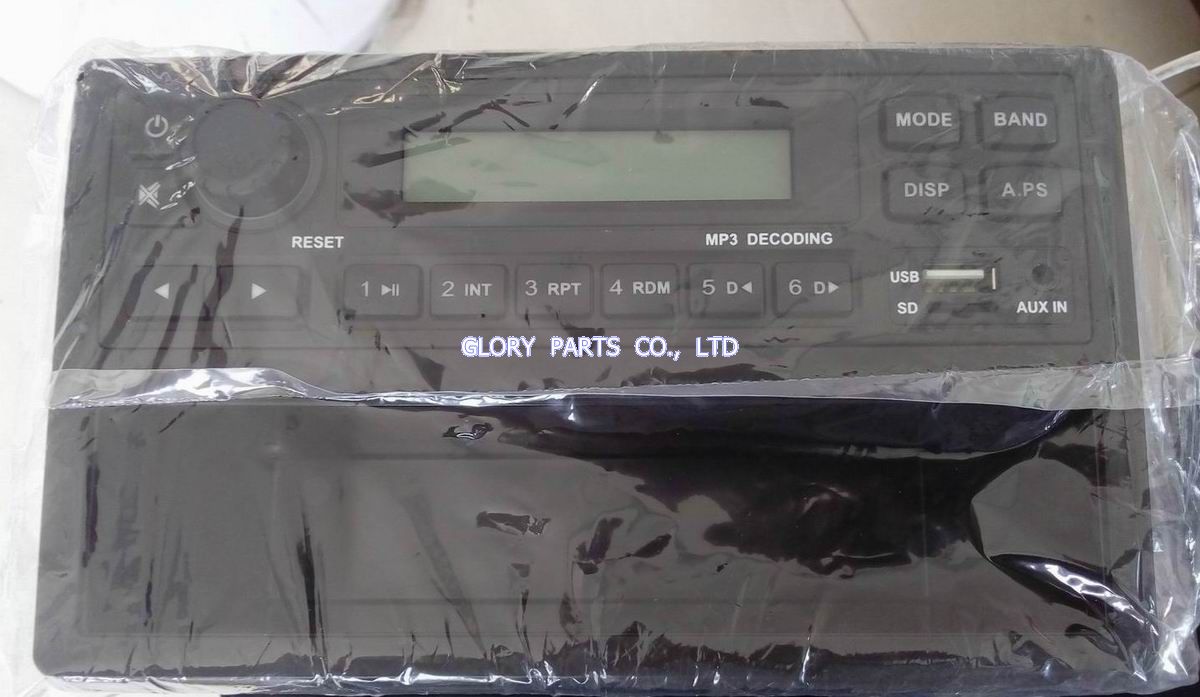 MODE BAND
DISP A.PS
RESET MP3 DECODING
1 2 INT 3 RPT 4 RDM 5 D 6 D
USB
SD AUX IN
GLORY PARTS CO., LTD